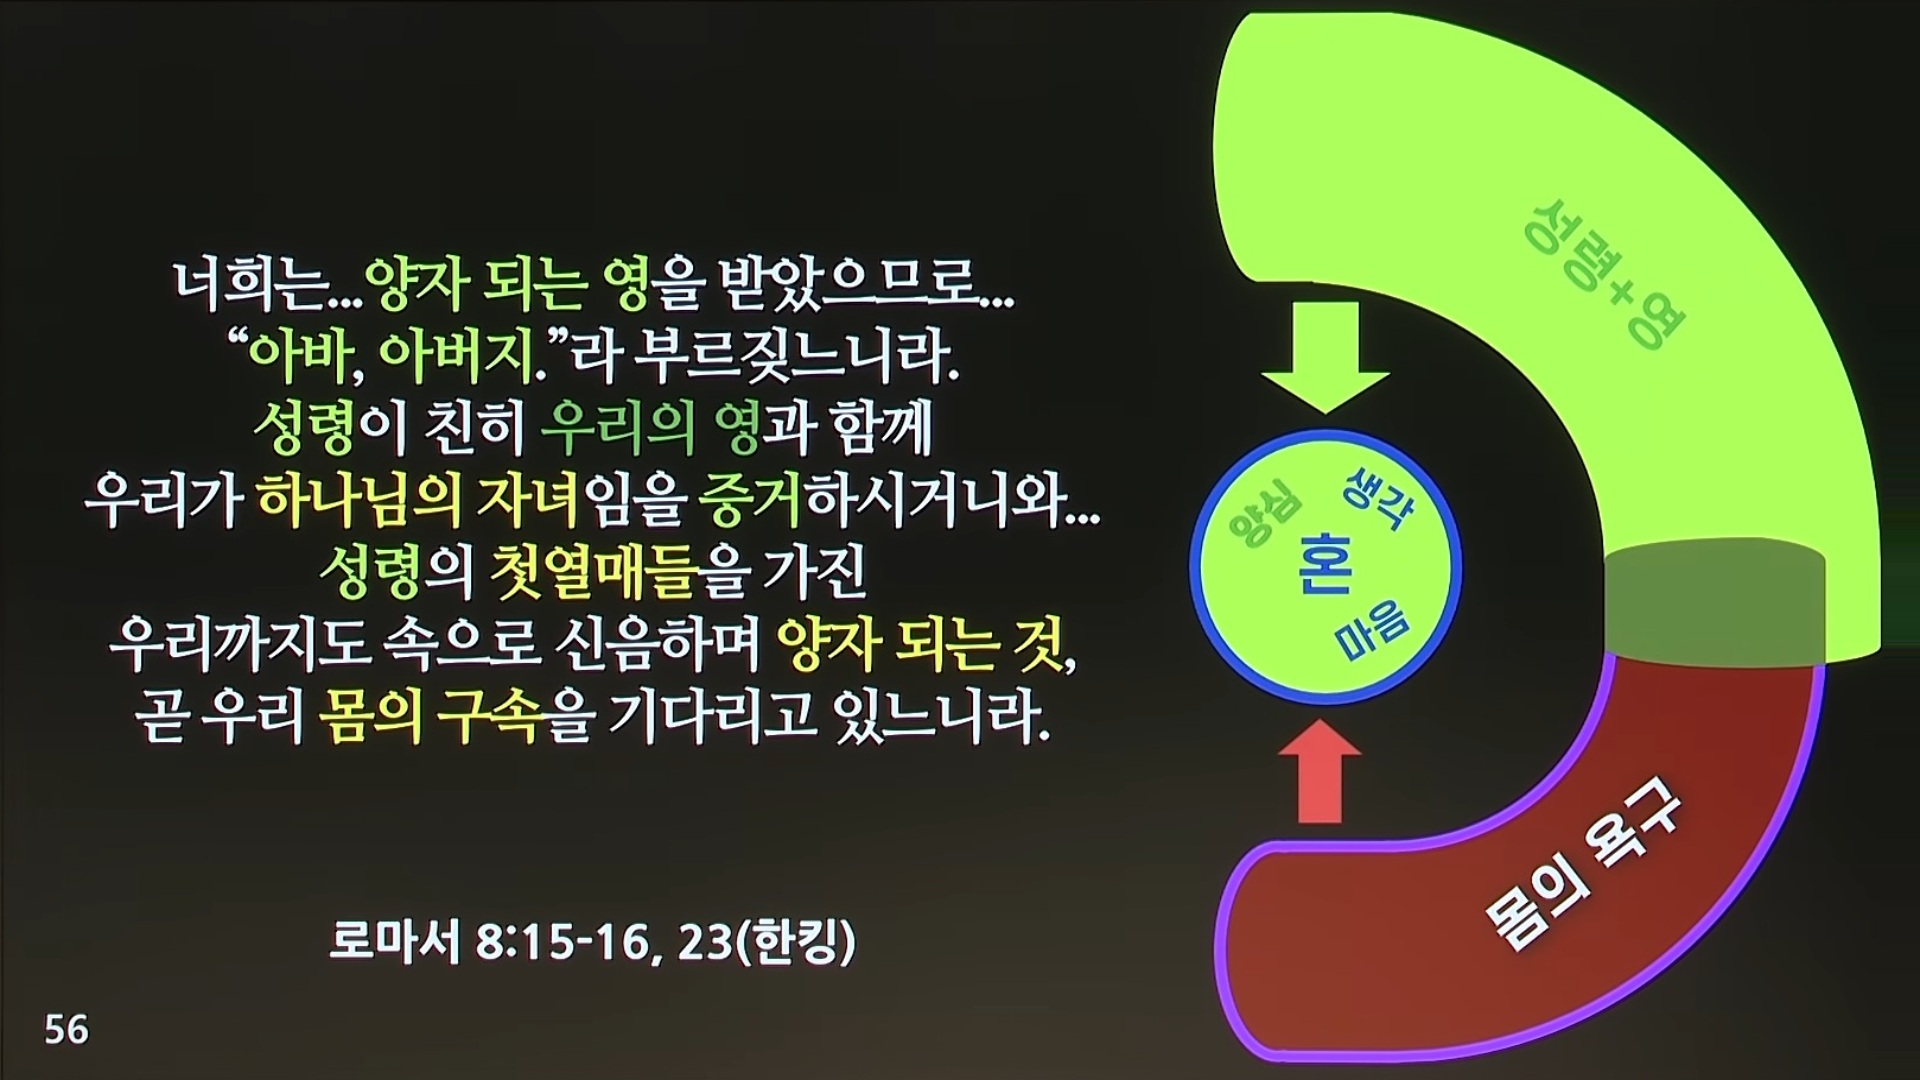 너희는...양자 되는 영을 받았으므로...
“아바, 아버지.”라 부르짖느니라.
성령이 친히 우리의 영과 함께
우리가 하나님의 자녀임을 증거하시거니와...
성령의 첫열매들을 가진
우리까지도 속으로 신음하며 양자 되는 것,
곧 우리 몸의 구속을 기다리고 있느니라.
로마서 8:15-16, 23(한킹)
56
성령+영
양심
생각
혼
마음
몸의 욕구